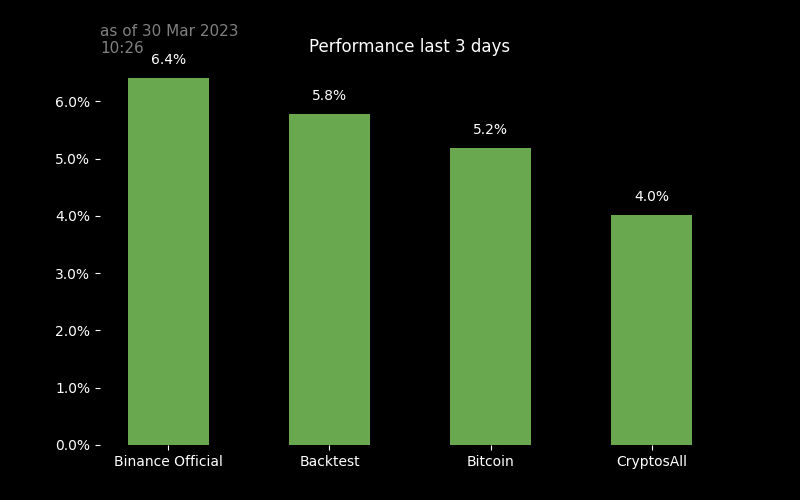 as of 30 Mar 2023
10:26
Performance last 3 days
6.4%
5.8%
5.2%
4.0%
6.0%
5.0%
4.0%
3.0%
2.0%
1.0%
0.0%
Binance Official
Backtest
Bitcoin
CryptosAll